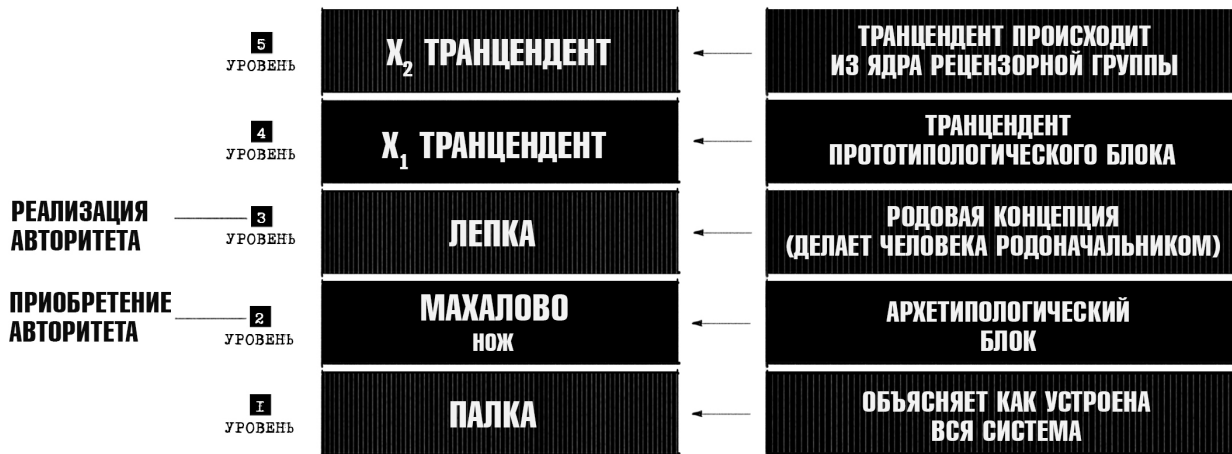 5
УРОВЕНЬ
X₂ ТРАНЦЕНДЕНТ
ТРАНЦЕНДЕНТ ПРОИСХОДИТ
ИЗ ЯДРА РЕЦЕНЗОРНОЙ ГРУППЫ
4
УРОВЕНЬ
X₁ ТРАНЦЕНДЕНТ
ТРАНЦЕНДЕНТ
ПРОТОТИПОЛОГИЧЕСКОГО БЛОКА
РЕАЛИЗАЦИЯ
АВТОРИТЕТА
3
УРОВЕНЬ
ЛЕПКА
РОДОВАЯ КОНЦЕПЦИЯ
(ДЕЛАЕТ ЧЕЛОВЕКА РОДОНАЧАЛЬНИКОМ)
ПРИОБРЕТЕНИЕ
АВТОРИТЕТА
2
УРОВЕНЬ
МАХАЛОВО
НОЖ
АРХЕТИПОЛОГИЧЕСКИЙ
БЛОК
I
УРОВЕНЬ
ПАЛКА
ОБЪЯСНЯЕТ КАК УСТРОЕНА
ВСЯ СИСТЕМА